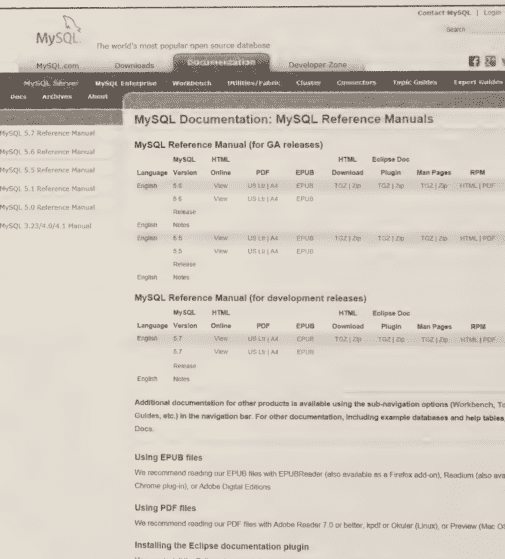 Contact MySQL | Login
Search
MySQL
The world's most popular open source database
MySQL.com Downloads Documentation Developer Zone
MySQL Server MySQL Enterprise Workbench Utilities/Fabric Cluster Connectors Topic Guides Expert Guides
Docs Archives About
MySQL Documentation: MySQL Reference Manuals
MySQL 5.7 Reference Manual
MySQL 5.6 Reference Manual
MySQL 5.5 Reference Manual
MySQL 5.1 Reference Manual
MySQL 5.0 Reference Manual
MySQL 3.23/4.0/4.1 Manual
MySQL Reference Manual (for GA releases)
MySQL HTML HTML Eclipse Doc
Language Version Online PDF EPUB Download Plugin Man Pages RPM
English 5.6 View US Ltr | A4 EPUB TGZ | Zip TGZ | Zip TGZ | Zip HTML | PDF
5.6 View US Ltr | A4 EPUB
Release
English Notes
English 5.5 View US Ltr | A4 EPUB TGZ | Zip TGZ | Zip TGZ | Zip HTML | PDF
5.5 View US Ltr | A4 EPUB
Release
English Notes
MySQL Reference Manual (for development releases)
MySQL HTML HTML Eclipse Doc
Language Version Online PDF EPUB Download Plugin Man Pages RPM
English 5.7 View US Ltr | A4 EPUB TGZ | Zip TGZ | Zip TGZ | Zip HTML | PDF
5.7 View US Ltr | A4 EPUB
Release
English Notes
Additional documentation for other products is available using the sub-navigation options (Workbench, To
Guides, etc.) in the navigation bar. For other documentation, including example databases and help tables,
Docs.
Using EPUB files
We recommend reading our EPUB files with EPUBReader (also available as a Firefox add-on), Readium (also ava
Chrome plug-in), or Adobe Digital Editions
Using PDF files
We recommend reading our PDF files with Adobe Reader 7.0 or better, kpdf or Okular (Linux), or Preview (Mac OS
Installing the Eclipse documentation plugin